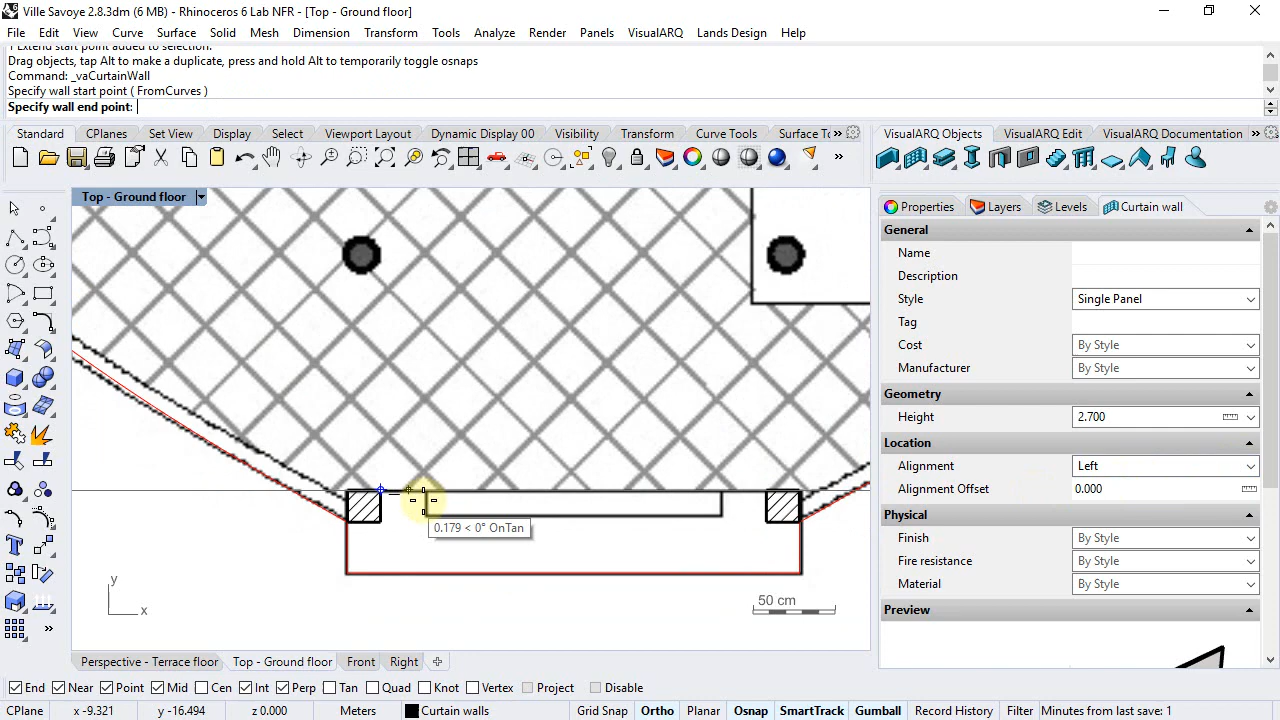 Ville Savoye 2.8.3dm (6 MB) - Rhinoceros 6 Lab NFR - [Top - Ground floor]
File Edit View Curve Surface Solid Mesh Dimension Transform Tools Analyze Render Panels VisualARQ Lands Design Help
1 Extend start point added to selection.
Drag objects, tap Alt to make a duplicate, press and hold Alt to temporarily toggle osnaps
Command: _vaCurtainWall
Specify wall start point ( FromCurves )
Specify wall end point:
Standard CPlanes Set View Display Select Viewport Layout Dynamic Display 00 Visibility Transform Curve Tools Surface To »
VisualARQ Objects VisualARQ Edit VisualARQ Documentation »
Top - Ground floor
Properties Layers Levels Curtain wall
General
Name
Description
Style Single Panel
Tag
Cost By Style
Manufacturer By Style
Geometry
Height 2.700
Location
Alignment Left
Alignment Offset 0.000
Physical
Finish By Style
Fire resistance By Style
Material By Style
Preview
0.179 < 0° OnTan
50 cm
y
x
Perspective - Terrace floor Top - Ground floor Front Right
End Near Point Mid Cen Int Perp Tan Quad Knot Vertex Project Disable
CPlane x -9.321 y -16.494 z 0.000 Meters Curtain walls Grid Snap Ortho Planar Osnap SmartTrack Gumball Record History Filter Minutes from last save: 1